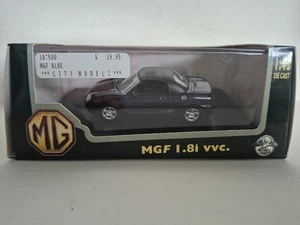 $ 19.95
MGF BLUE
***CITI MODELS***
DIE CAST
MG
MGF 1.8i vvc.